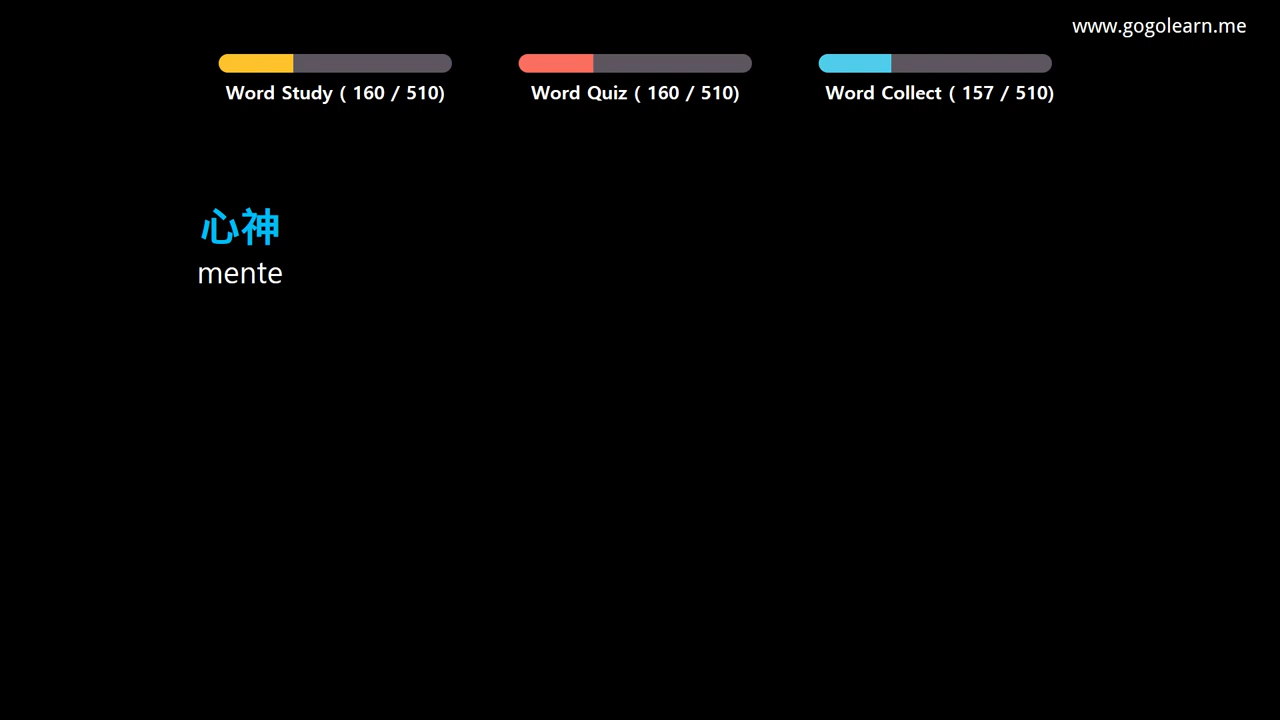 www.gogolearn.me
Word Study ( 160 / 510)
Word Quiz ( 160 / 510)
Word Collect ( 157 / 510)
心神
mente